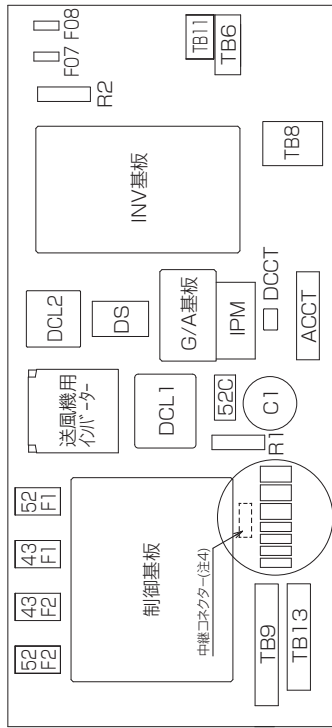 52
F2
43
F2
43
F1
52
F1
送風機用
インバーター
DCL2
F07
F08
R2
制御基板
DCL1
DS
INV基板
G/A基板
52C
IPM
中継コネクター(注4)
R1
C1
DCCT
ACCT
TB9
TB13
TB8
TB11
TB6